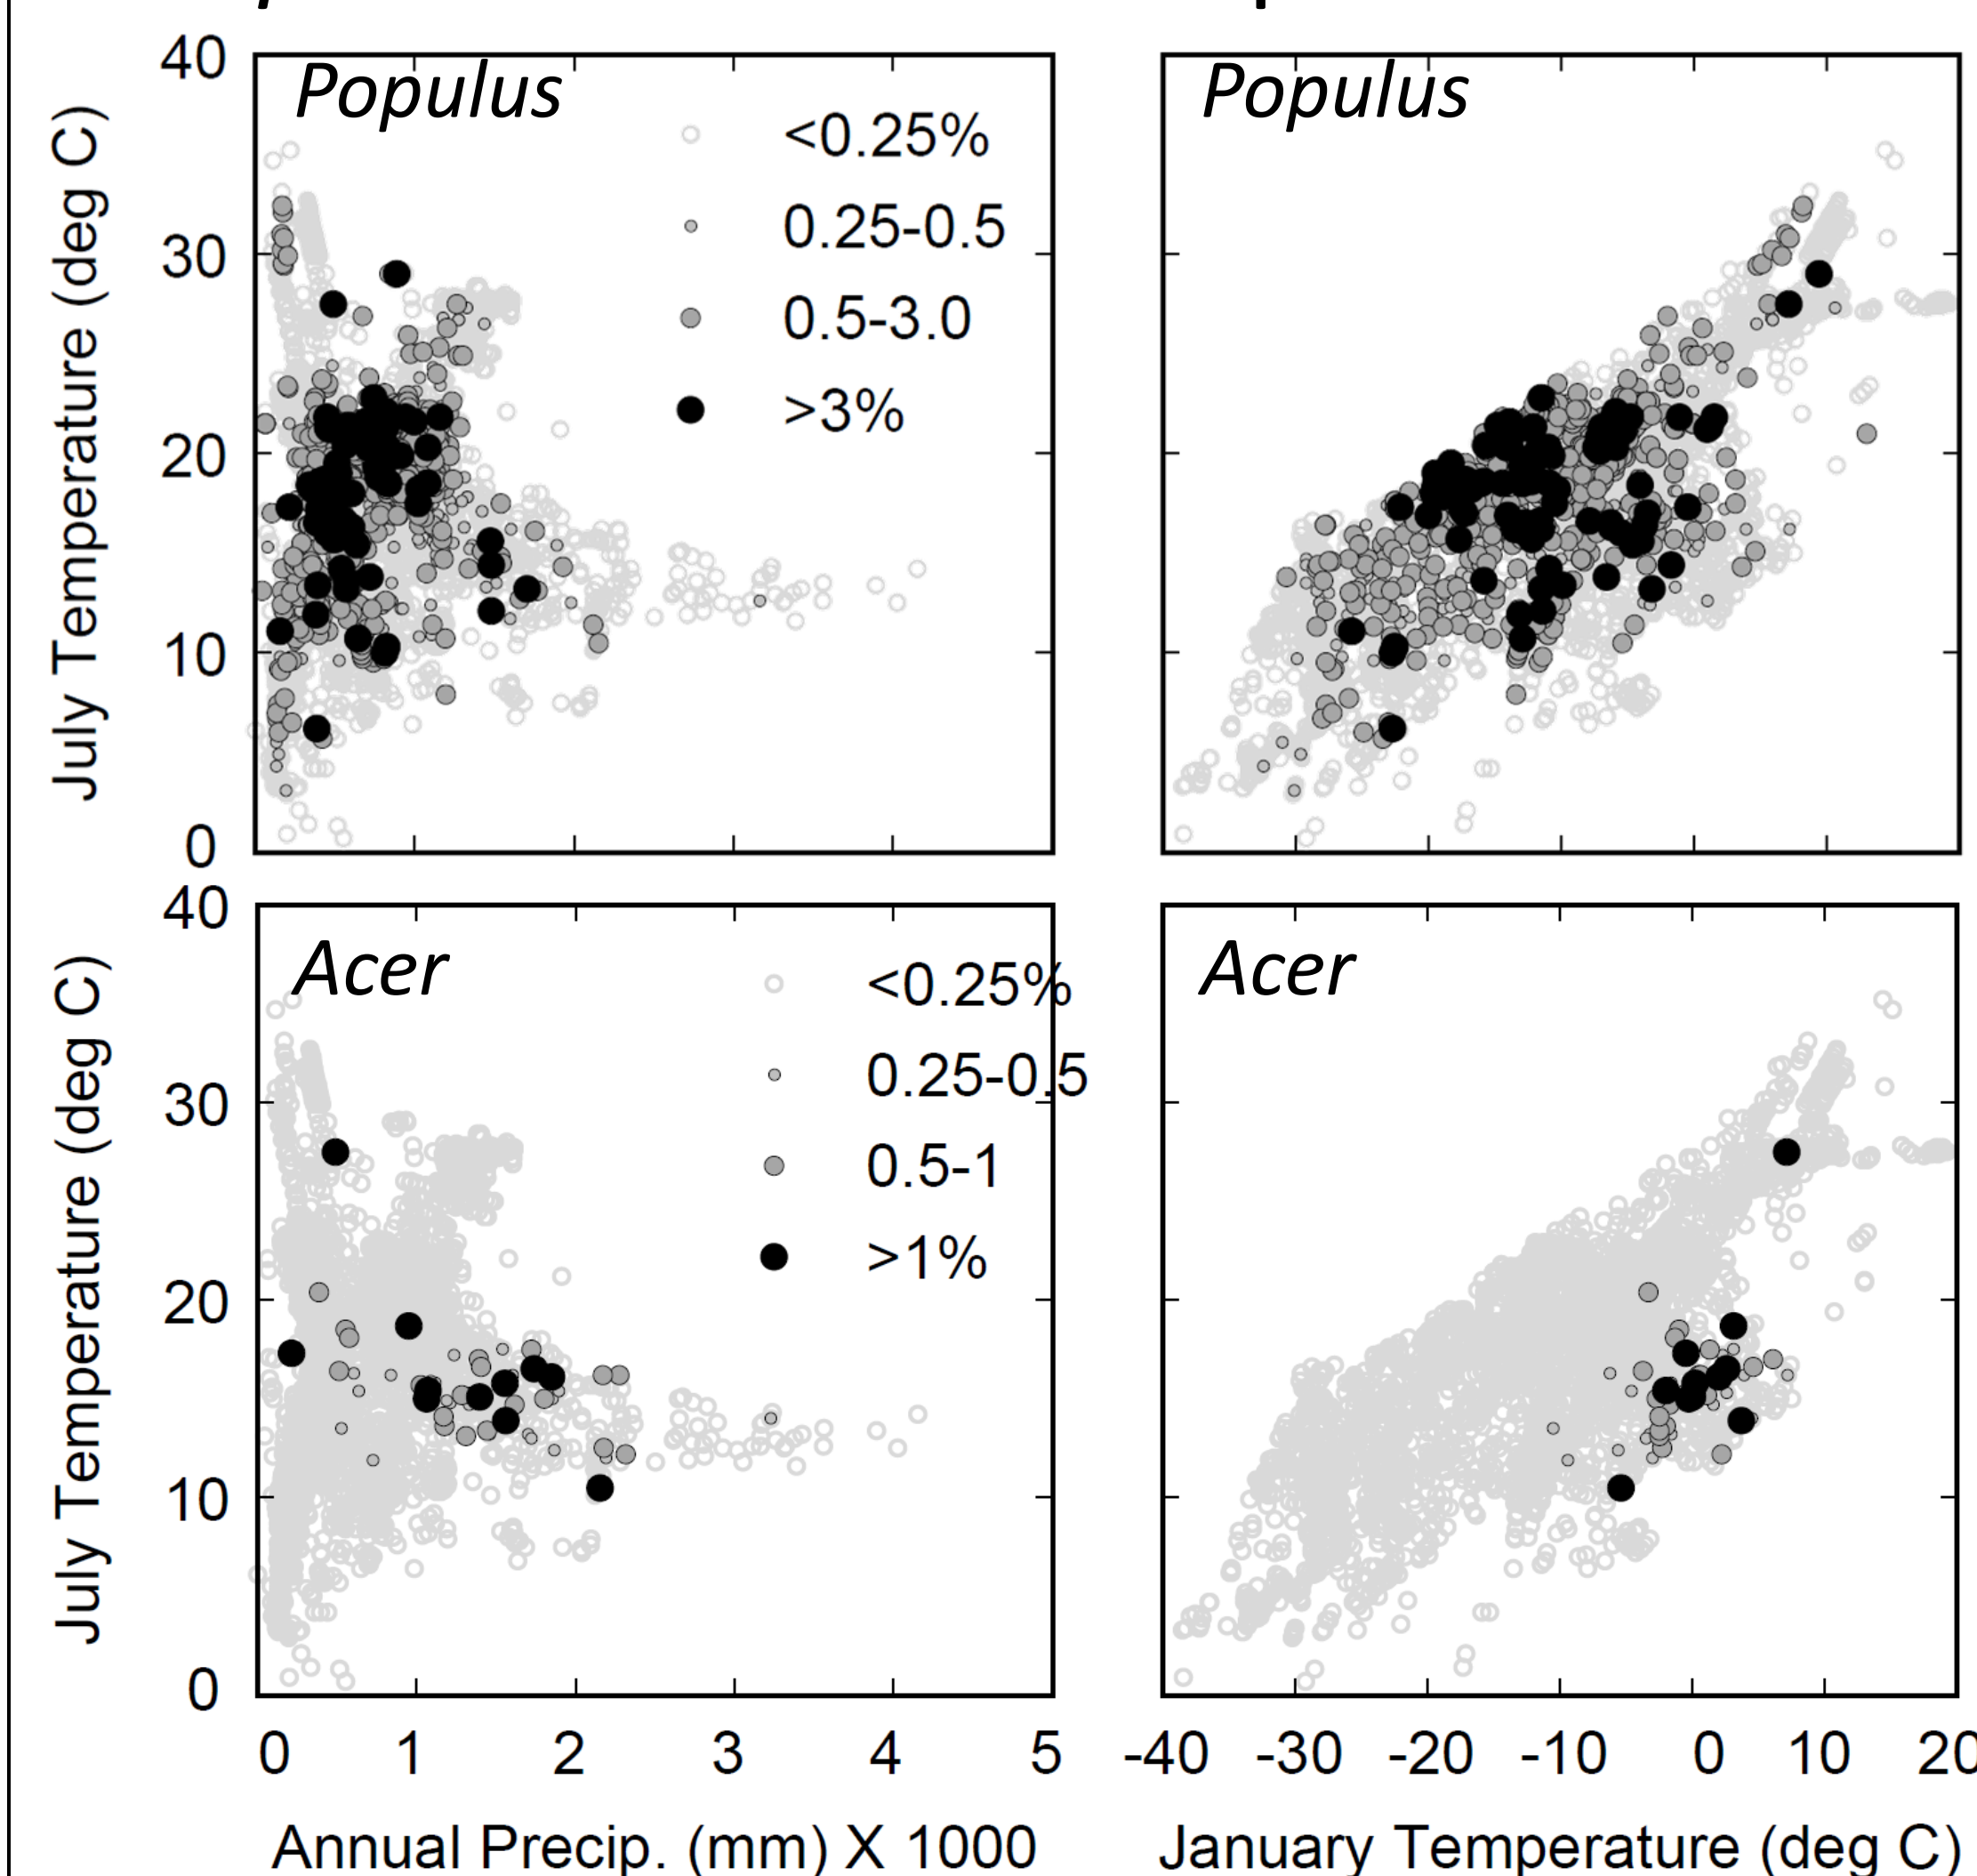 Populus
Populus
<0.25%
0.25-0.5
0.5-3.0
>3%
40
30
20
10
0
July Temperature (deg C)
Acer
Acer
<0.25%
0.25-0.5
0.5-1
>1%
40
30
20
10
0
July Temperature (deg C)
0 1 2 3 4 5
-40 -30 -20 -10 0 10 20
Annual Precip. (mm) X 1000
January Temperature (deg C)